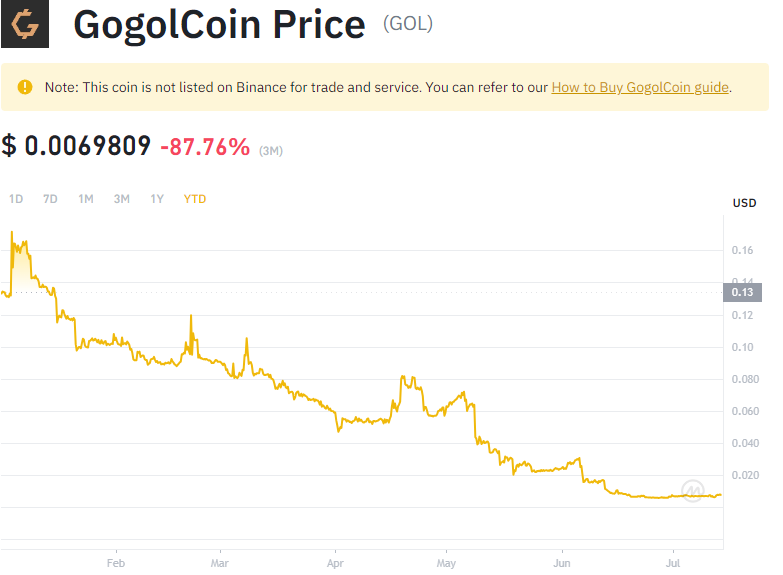 GogolCoin Price (GOL)
Note: This coin is not listed on Binance for trade and service. You can refer to our How to Buy GogolCoin guide.
$ 0.0069809 -87.76% (3M)
1D 7D 1M 3M 1Y YTD
USD
0.16
0.14
0.13
0.12
0.10
0.080
0.060
0.040
0.020
Feb Mar Apr May Jun Jul